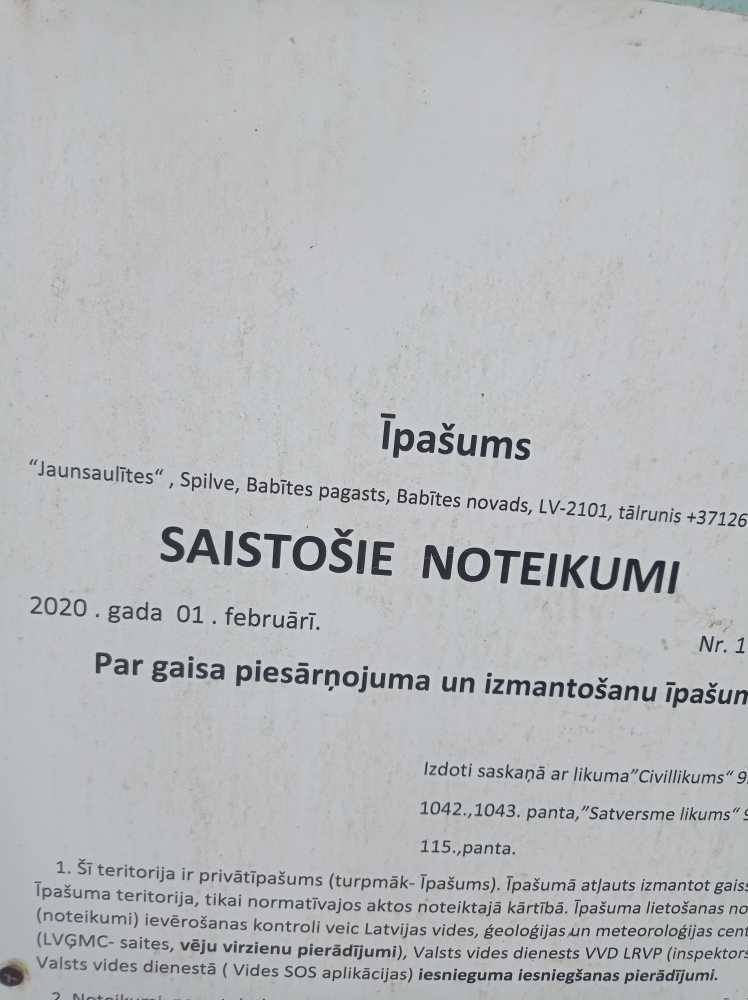 Īpašums
“Jaunsaulītes“ , Spilve, Babītes pagasts, Babītes novads, LV-2101, tālrunis +37126
SAISTOŠIE NOTEIKUMI
2020 . gada 01 . februārī.
Nr. 1
Par gaisa piesārņojuma un izmantošanu īpašum
Izdoti saskaņā ar likuma”Civillikums“ 9
1042.,1043. panta,”Satversme likums“ 9
115.,panta.
1. Šī teritorija ir privātīpašums (turpmāk- Īpašums). Īpašumā atļauts izmantot gais
Īpašuma teritorija, tikai normatīvajos aktos noteiktajā kārtībā. Īpašuma lietošanas no
(noteikumi) ievērošanas kontroli veic Latvijas vides, ģeoloģijas un meteoroloģijas cent
(LVĢMC- saites, vēju virzienu pierādījumi), Valsts vides dienests VVD LRVP (inspektors
Valsts vides dienestā ( Vides SOS aplikācijas) iesnieguma iesniegšanas pierādījumi.